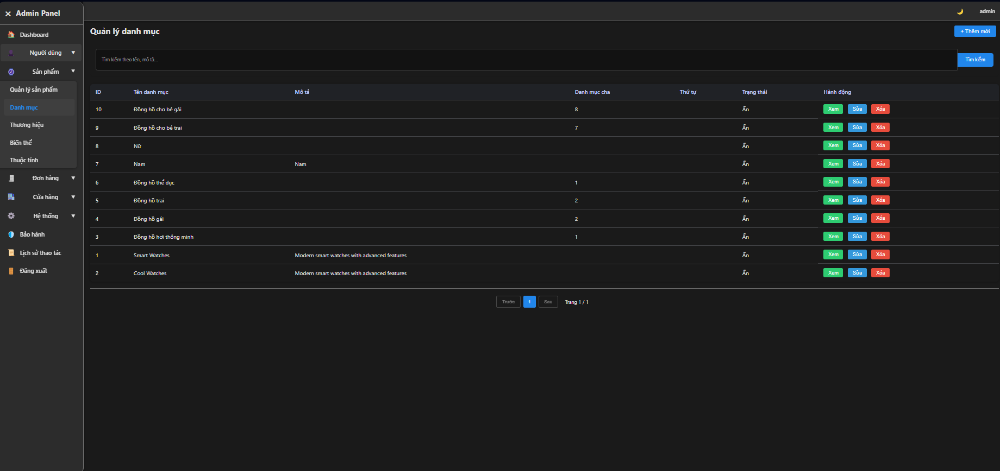 ✕ Admin Panel
admin
Dashboard
Người dùng ▼
Sản phẩm ▼
Quản lý sản phẩm
Danh mục
Thương hiệu
Biến thể
Thuộc tính
Đơn hàng ▼
Cửa hàng ▼
Hệ thống ▼
Bảo hành
Lịch sử thao tác
Đăng xuất
Quản lý danh mục
+ Thêm mới
Tìm kiếm theo tên, mô tả...
Tìm kiếm
ID Tên danh mục Mô tả Danh mục cha Thứ tự Trạng thái Hành động
10 Đồng hồ cho bé gái 8 Ẩn Xem Sửa Xóa
9 Đồng hồ cho bé trai 7 Ẩn Xem Sửa Xóa
8 Nữ Ẩn Xem Sửa Xóa
7 Nam Nam Ẩn Xem Sửa Xóa
6 Đồng hồ thể dục 1 Ẩn Xem Sửa Xóa
5 Đồng hồ trai 2 Ẩn Xem Sửa Xóa
4 Đồng hồ gái 2 Ẩn Xem Sửa Xóa
3 Đồng hồ hơi thông minh 1 Ẩn Xem Sửa Xóa
1 Smart Watches Modern smart watches with advanced features Ẩn Xem Sửa Xóa
2 Cool Watches Modern smart watches with advanced features Ẩn Xem Sửa Xóa
Trước 1 Sau Trang 1 / 1